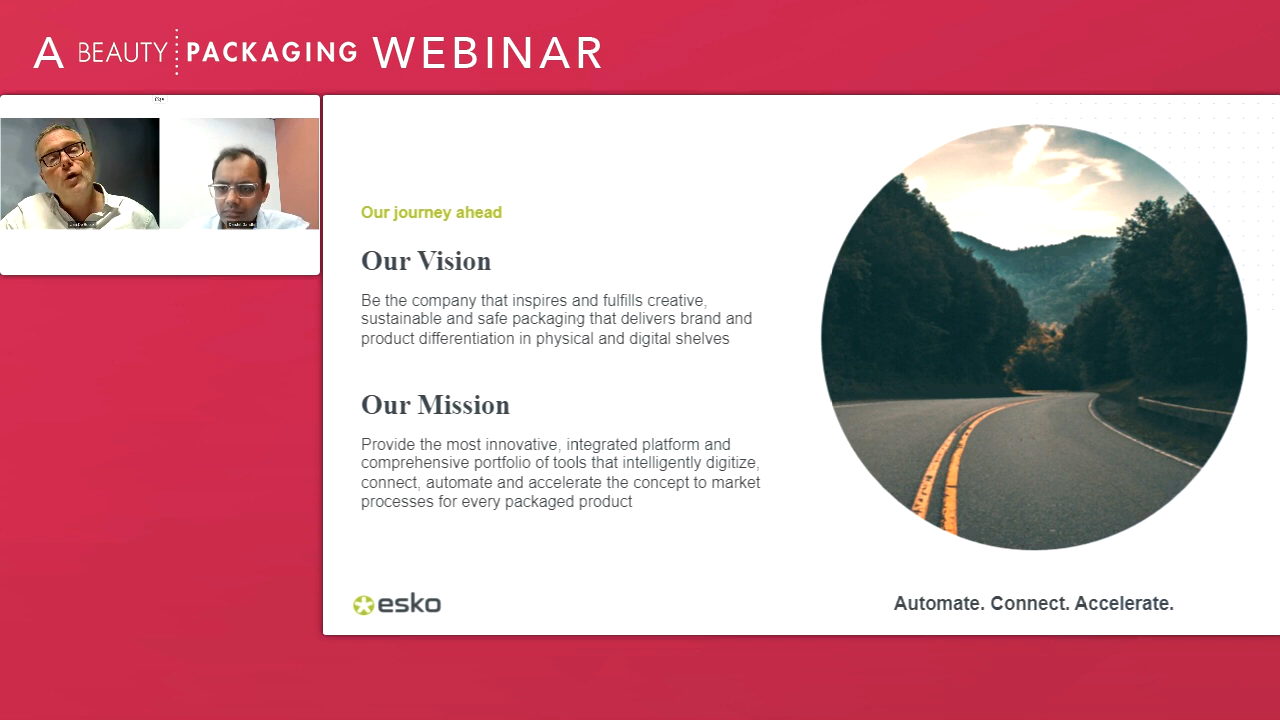 A BEAUTY PACKAGING WEBINAR
Our journey ahead
Our Vision
Be the company that inspires and fulfills creative,
sustainable and safe packaging that delivers brand and
product differentiation in physical and digital shelves
Our Mission
Provide the most innovative, integrated platform and
comprehensive portfolio of tools that intelligently digitize,
connect, automate and accelerate the concept to market
processes for every packaged product
esko
Automate. Connect. Accelerate.